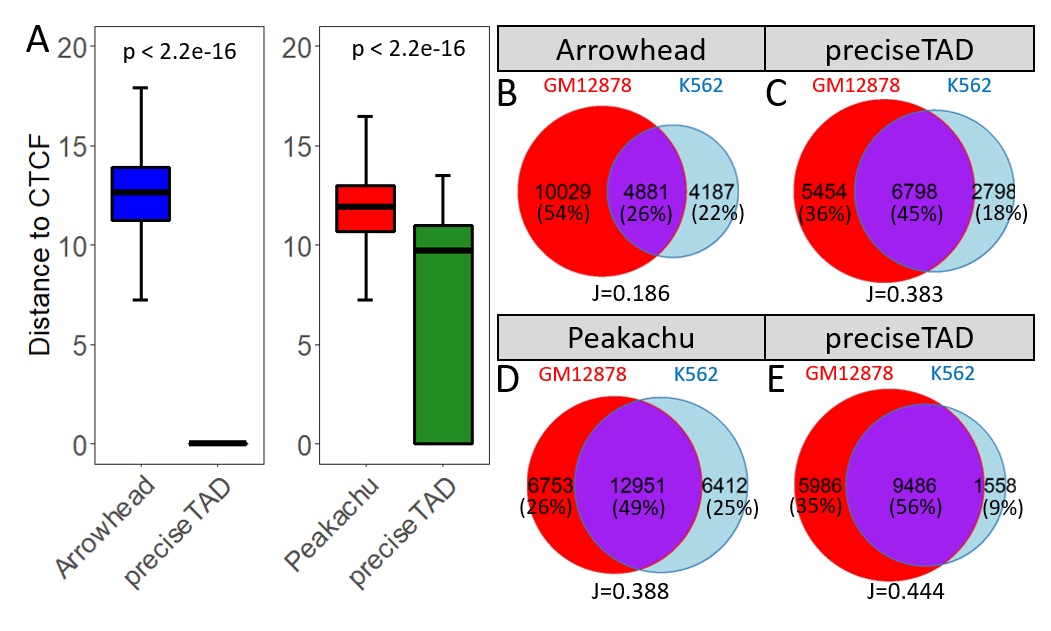 A
Distance to CTCF
20
15
10
5
0
p < 2.2e-16
Arrowhead
preciseTAD
20
15
10
5
0
p < 2.2e-16
Peakachu
preciseTAD
Arrowhead
preciseTAD
B
GM12878
K562
10029
(54%)
4881
(26%)
4187
(22%)
J=0.186
C
GM12878
K562
5454
(36%)
6798
(45%)
2798
(18%)
J=0.383
Peakachu
preciseTAD
D
GM12878
K562
6753
(26%)
12951
(49%)
6412
(25%)
J=0.388
E
GM12878
K562
5986
(35%)
9486
(56%)
1558
(9%)
J=0.444